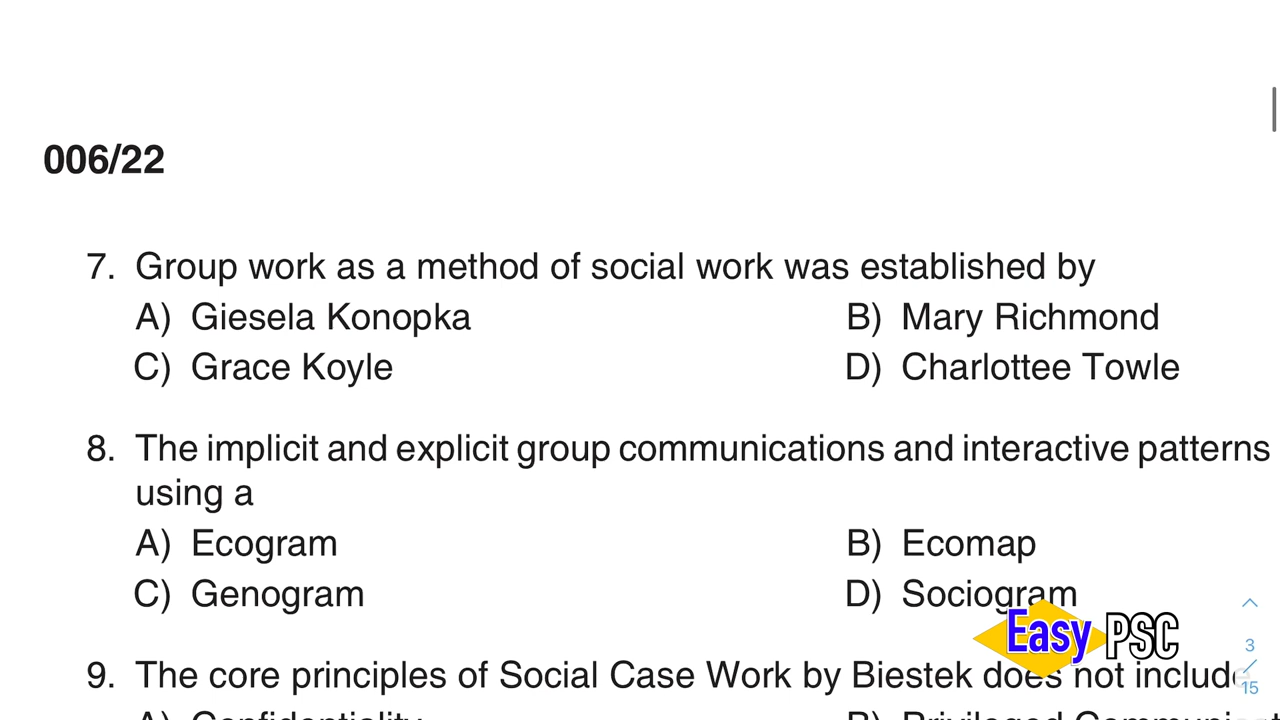 006/22
7. Group work as a method of social work was established by
A) Giesela Konopka B) Mary Richmond
C) Grace Koyle D) Charlottee Towle
8. The implicit and explicit group communications and interactive patterns
using a
A) Ecogram B) Ecomap
C) Genogram D) Sociogram
Easy PSC
3
/
15
9. The core principles of Social Case Work by Biestek does not include
A) Confidentiality B) Privileged